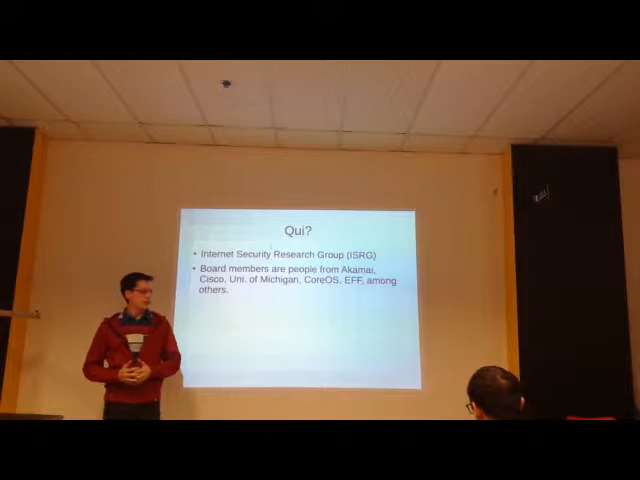 Qui?
• Internet Security Research Group (ISRG)
• Board members are people from Akamai,
Cisco, Uni. of Michigan, CoreOS, EFF, among
others.